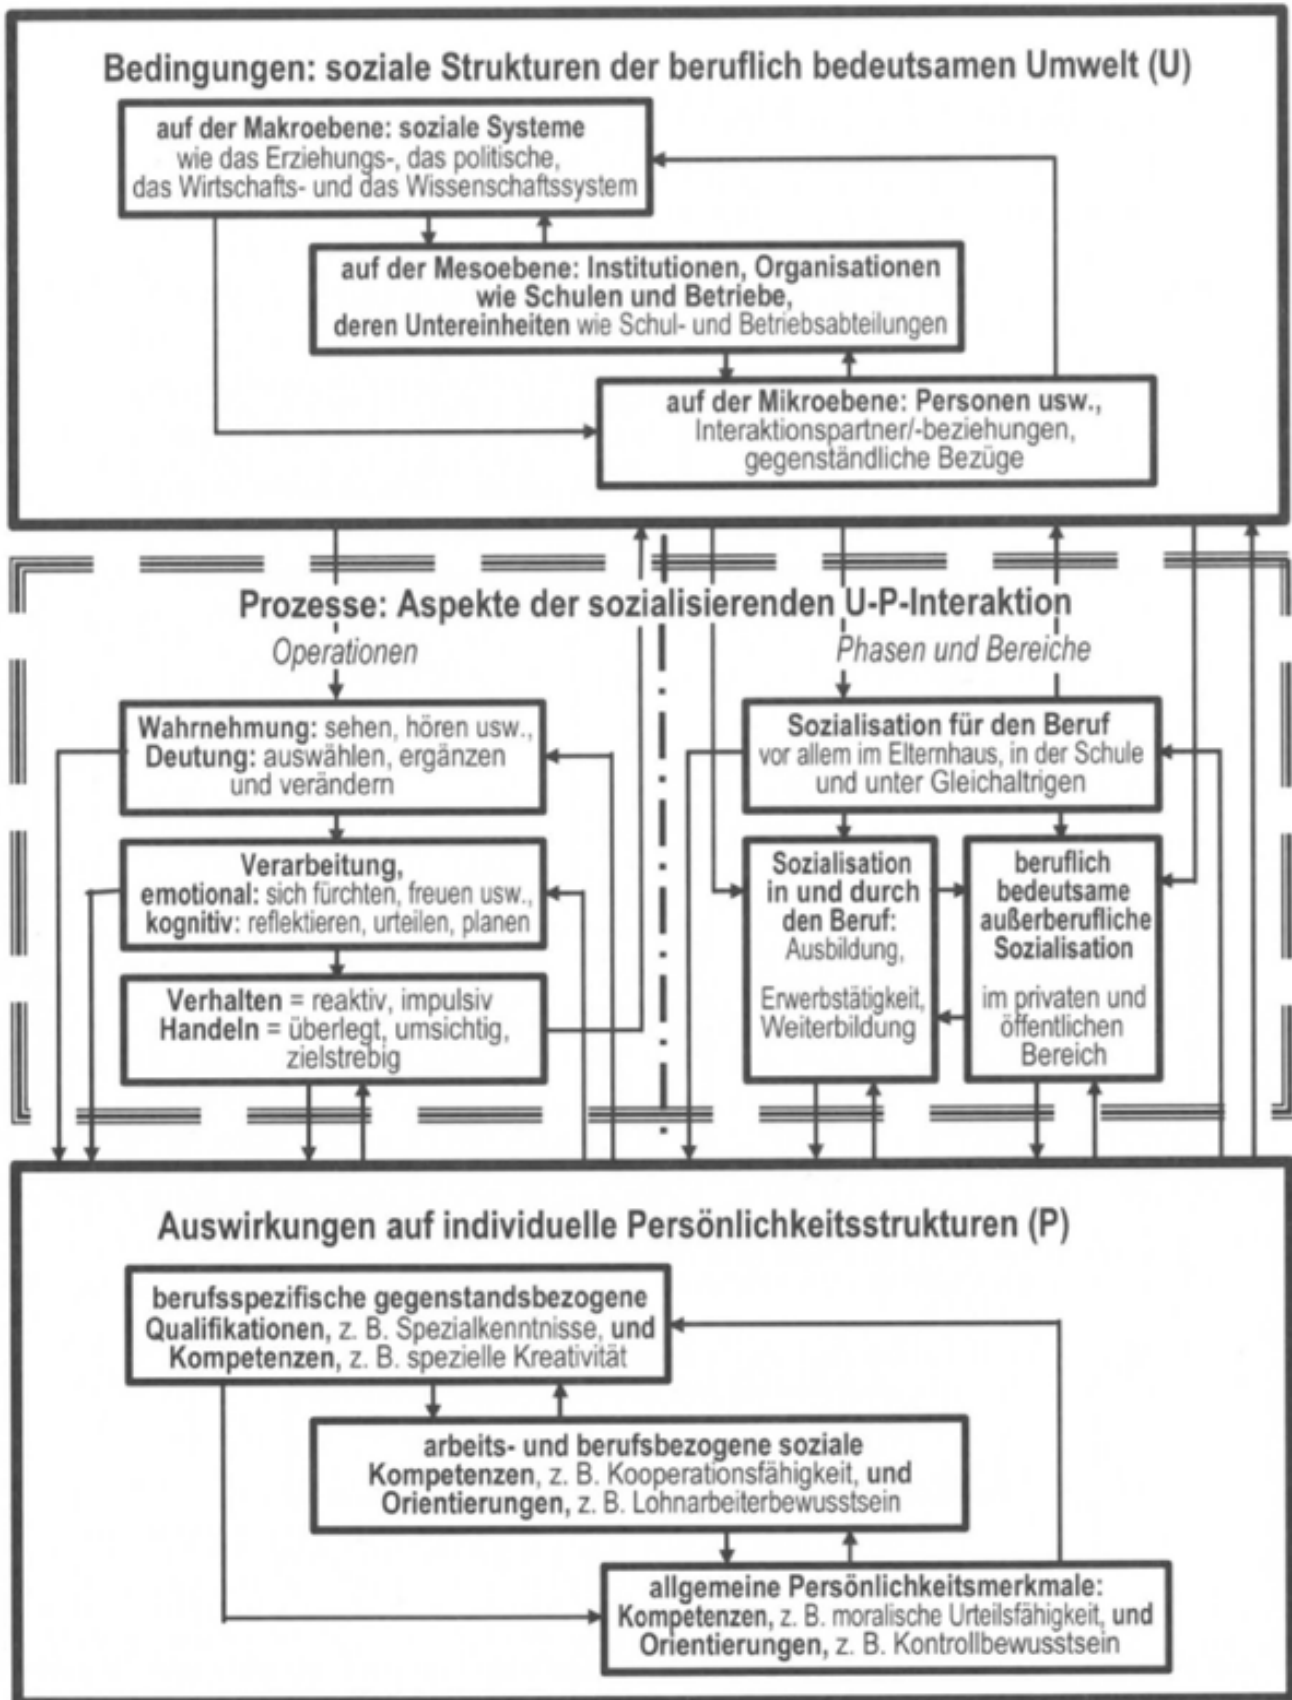 Bedingungen: soziale Strukturen der beruflich bedeutsamen Umwelt (U)
auf der Makroebene: soziale Systeme
wie das Erziehungs-, das politische,
das Wirtschafts- und das Wissenschaftssystem
auf der Mesoebene: Institutionen, Organisationen
wie Schulen und Betriebe,
deren Untereinheiten wie Schul- und Betriebsabteilungen
auf der Mikroebene: Personen usw.,
Interaktionspartner/-beziehungen,
gegenständliche Bezüge
Prozesse: Aspekte der sozialisierenden U-P-Interaktion
Operationen
Wahrnehmung: sehen, hören usw.,
Deutung: auswählen, ergänzen
und verändern
Verarbeitung,
emotional: sich fürchten, freuen usw.,
kognitiv: reflektieren, urteilen, planen
Verhalten = reaktiv, impulsiv
Handeln = überlegt, umsichtig,
zielstrebig
Phasen und Bereiche
Sozialisation für den Beruf
vor allem im Elternhaus, in der Schule
und unter Gleichaltrigen
Sozialisation
in und durch
den Beruf:
Ausbildung,
Erwerbstätigkeit,
Weiterbildung
beruflich
bedeutsame
außerberufliche
Sozialisation
im privaten und
öffentlichen
Bereich
Auswirkungen auf individuelle Persönlichkeitsstrukturen (P)
berufsspezifische gegenstandsbezogene
Qualifikationen, z. B. Spezialkenntnisse, und
Kompetenzen, z. B. spezielle Kreativität
arbeits- und berufsbezogene soziale
Kompetenzen, z. B. Kooperationsfähigkeit, und
Orientierungen, z. B. Lohnarbeiterbewusstsein
allgemeine Persönlichkeitsmerkmale:
Kompetenzen, z. B. moralische Urteilsfähigkeit, und
Orientierungen, z. B. Kontrollbewusstsein